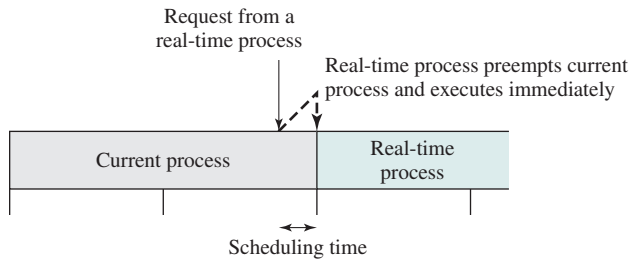 Request from a
real-time process
Real-time process preempts current
process and executes immediately
Current process
Real-time
process
Scheduling time